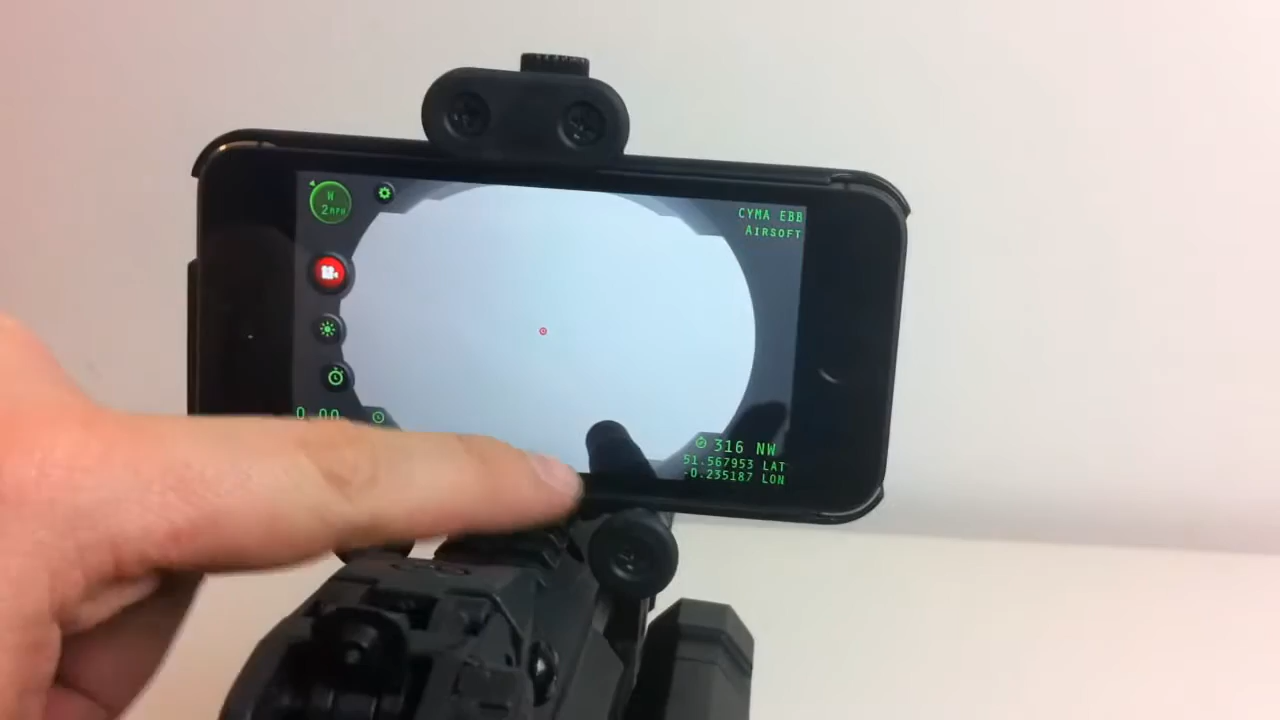 W
2MPH
CYMA EBB
AIRSOFT
0.00
316 NW
51.567953 LAT
-0.235187 LON